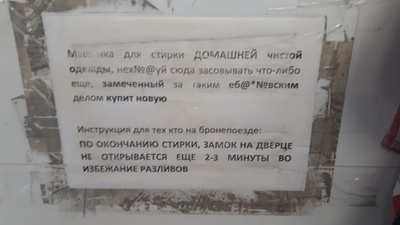 Машинка для стирки ДОМАШНЕЙ чистой
одежды, нех№@уй сюда засовывать что-либо
еще, замеченный за таким еб@*№евским
делом купит новую
Инструкция для тех кто на бронепоезде:
ПО ОКОНЧАНИЮ СТИРКИ, ЗАМОК НА ДВЕРЦЕ
НЕ ОТКРЫВАЕТСЯ ЕЩЕ 2-3 МИНУТЫ ВО
ИЗБЕЖАНИЕ РАЗЛИВОВ